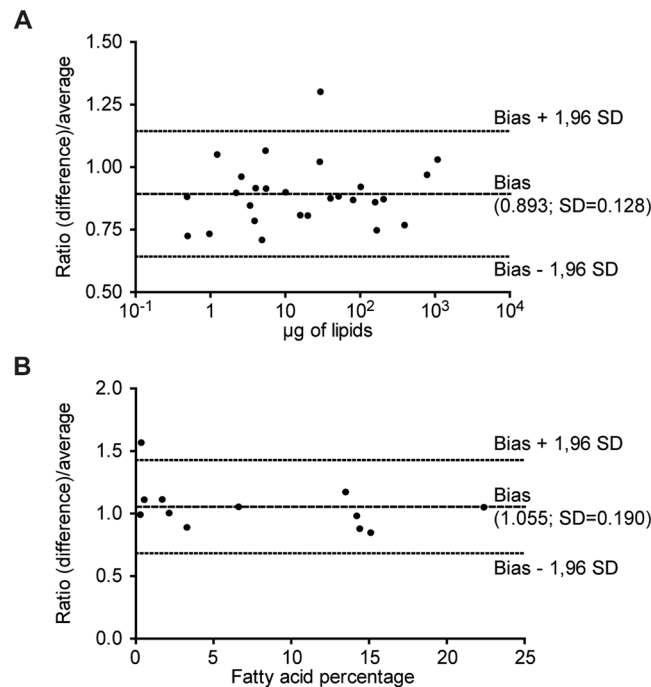 A
Ratio (difference)/average
1.50
1.25
1.00
0.75
0.50
Bias + 1,96 SD
Bias
(0.893; SD=0.128)
Bias - 1,96 SD
10-1 1 10 102 103 104
µg of lipids
B
Ratio (difference)/average
2.0
1.5
1.0
0.5
0.0
Bias + 1,96 SD
Bias
(1.055; SD=0.190)
Bias - 1,96 SD
0 5 10 15 20 25
Fatty acid percentage